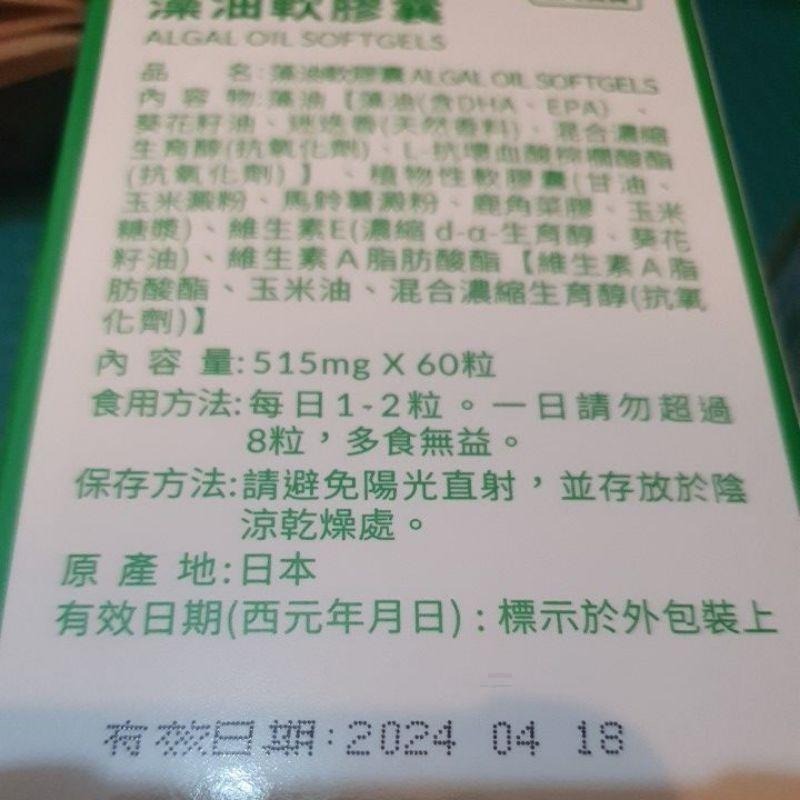 藻油軟膠囊
ALGAL OIL SOFTGELS
品 名:藻油軟膠囊 ALGAL OIL SOFTGELS
內 容 物:藻油【藻油(含DHA、EPA)、
葵花籽油、迷迭香(天然香料)、混合濃縮
生育醇(抗氧化劑)、L-抗壞血酸棕櫚酸酯
(抗氧化劑)】、植物性軟膠囊(甘油、
玉米澱粉、馬鈴薯澱粉、鹿角菜膠、玉米
糖漿)、維生素E(濃縮 d-α-生育醇、葵花
籽油)、維生素A脂肪酸酯【維生素A脂
肪酸酯、玉米油、混合濃縮生育醇(抗氧
化劑)】
內 容 量:515mg X 60粒
食用方法:每日1-2粒。一日請勿超過
8粒，多食無益。
保存方法:請避免陽光直射，並存放於陰
涼乾燥處。
原 產 地:日本
有效日期(西元年月日):標示於外包裝上
有效日期:2024 04 18